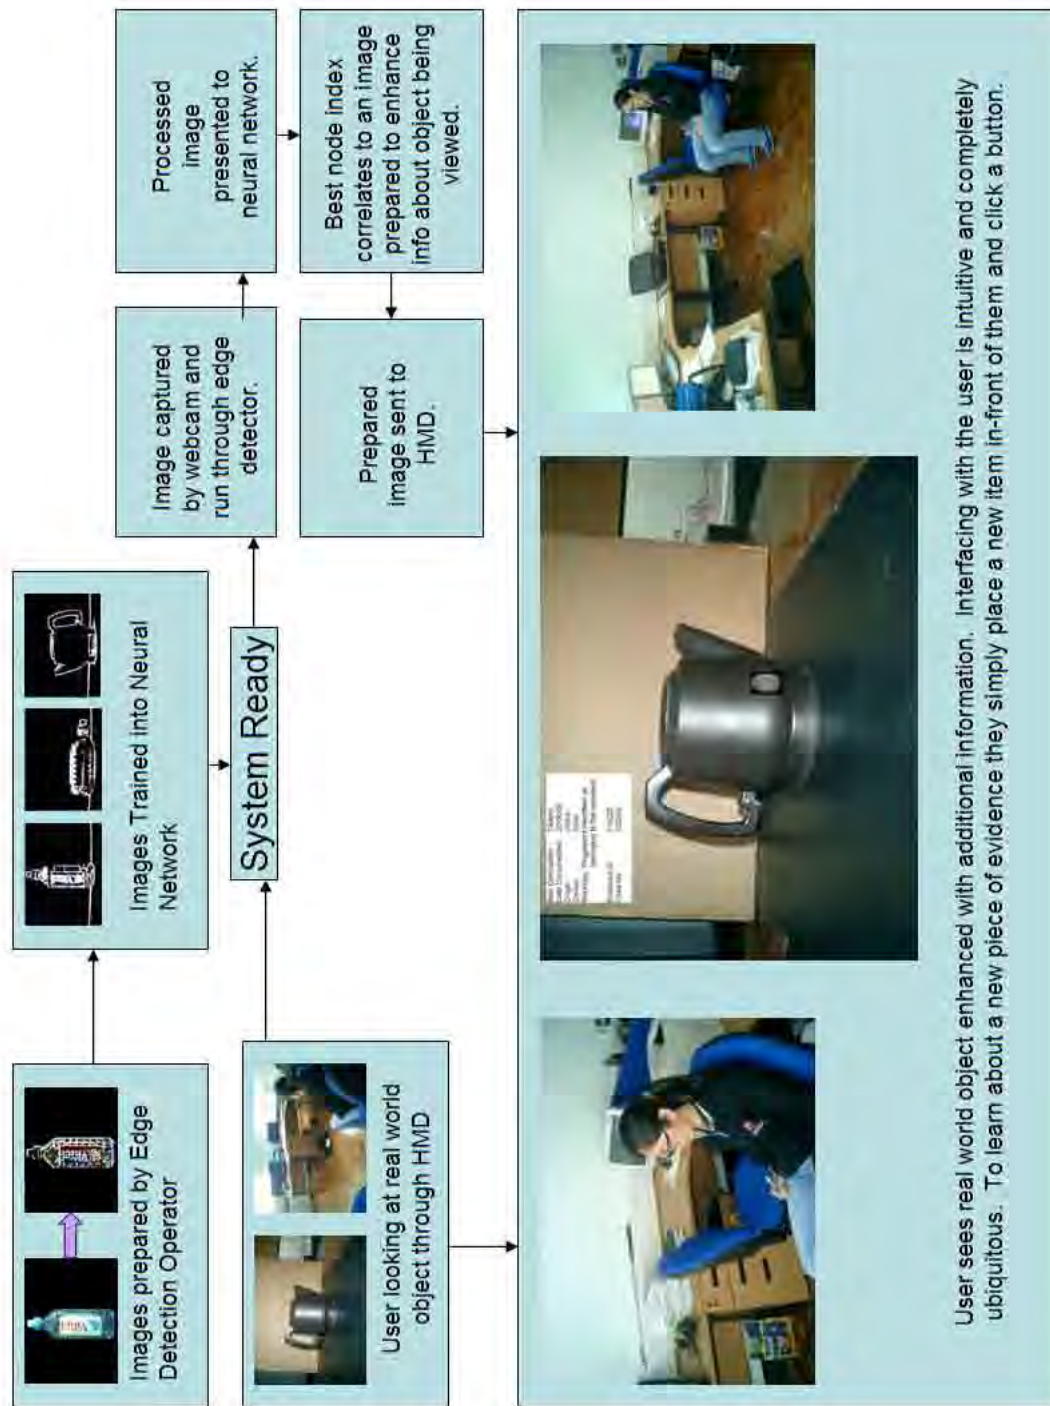 Images prepared by Edge
Detection Operator
Images Trained into Neural
Network
User looking at real world
object through HMD
System Ready
Image captured
by webcam and
run through edge
detector.
Processed
image
presented to
neural network.
Best node index
correlates to an image
prepared to enhance
info about object being
viewed.
Prepared
image sent to
HMD.
User sees real world object enhanced with additional information. Interfacing with the user is intuitive and completely
ubiquitous. To learn about a new piece of evidence they simply place a new item in-front of them and click a button.